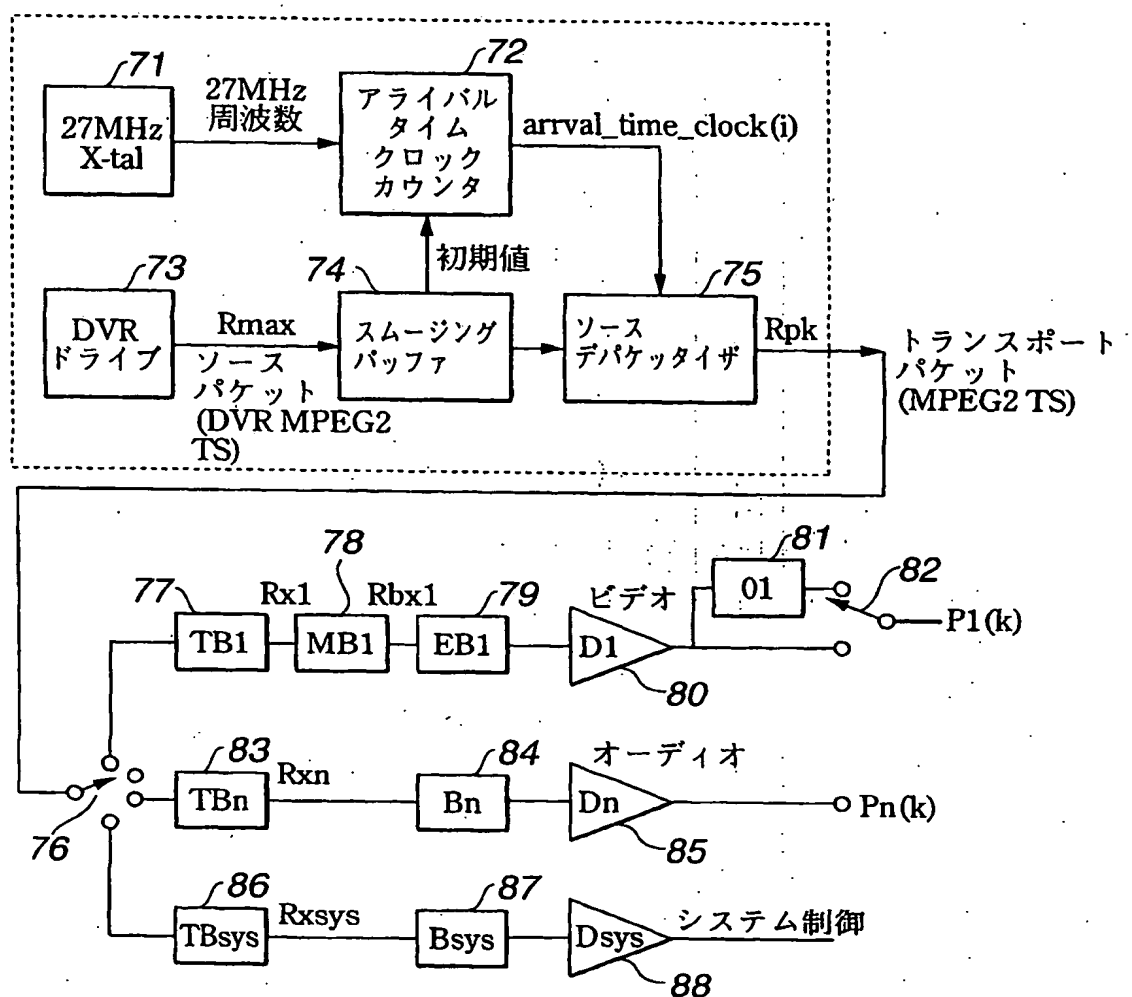 71
27MHz
X-tal
27MHz
周波数
72
アライバル
タイム
クロック
カウンタ
arrval_time_clock(i)
初期値
73
DVR
ドライブ
Rmax
ソース
パケット
(DVR MPEG2
TS)
74
スムージング
バッファ
75
ソース
デパケッタイザ
Rpk
トランスポート
パケット
(MPEG2 TS)
76
77
TB1
Rx1
78
MB1
Rbx1
79
EB1
ビデオ
D1
80
81
01
82
P1(k)
83
TBn
Rxn
84
Bn
オーディオ
Dn
85
Pn(k)
86
TBsys
Rxsys
87
Bsys
Dsys
88
システム制御